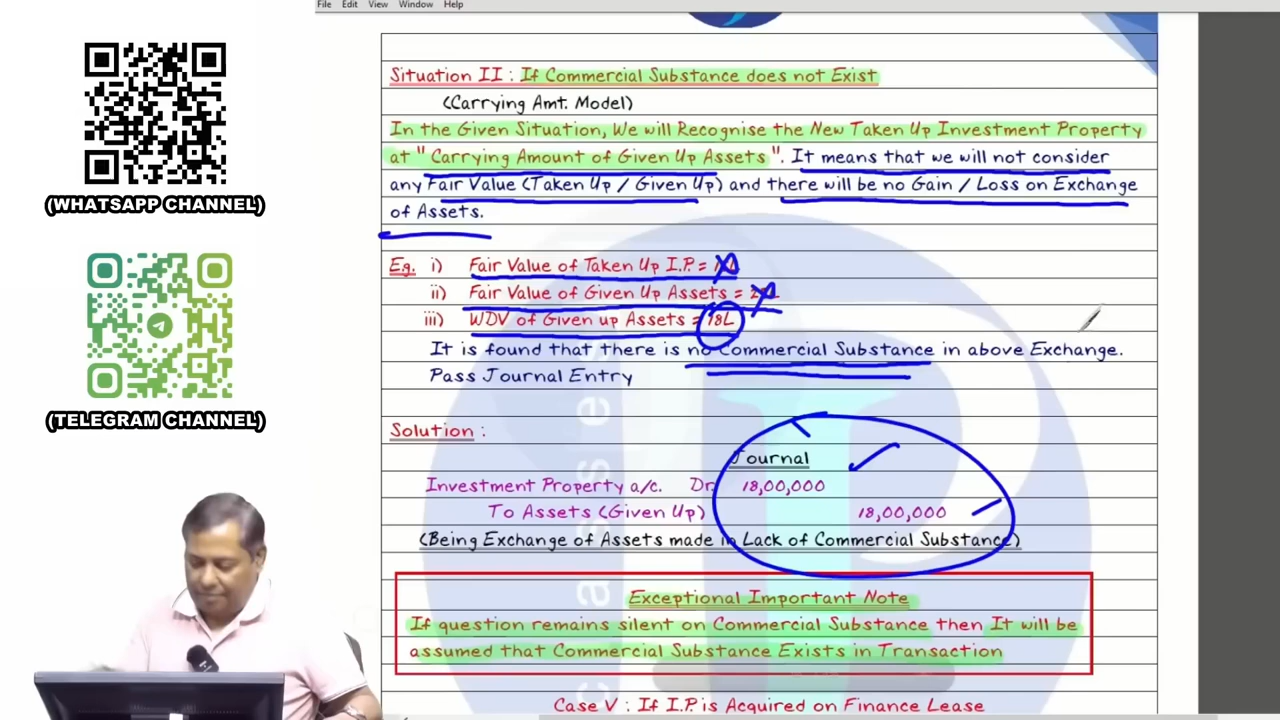 File Edit View Window Help
(WHATSAPP CHANNEL)
(TELEGRAM CHANNEL)
Situation II : If Commercial Substance does not Exist
(Carrying Amt. Model)
In the Given Situation, We will Recognise the New Taken Up Investment Property
at "Carrying Amount of Given Up Assets". It means that we will not consider
any Fair Value (Taken Up / Given Up) and there will be no Gain / Loss on Exchange
of Assets.
Eg. i) Fair Value of Taken Up I.P. =
ii) Fair Value of Given Up Assets =
iii) WDV of Given up Assets = 18L
It is found that there is no Commercial Substance in above Exchange.
Pass Journal Entry
Solution :
Journal
Investment Property a/c. Dr 18,00,000
To Assets (Given Up) 18,00,000
(Being Exchange of Assets made in Lack of Commercial Substance)
Exceptional Important Note
If question remains silent on Commercial Substance then It will be
assumed that Commercial Substance Exists in Transaction
Case V : If I.P. is Acquired on Finance Lease